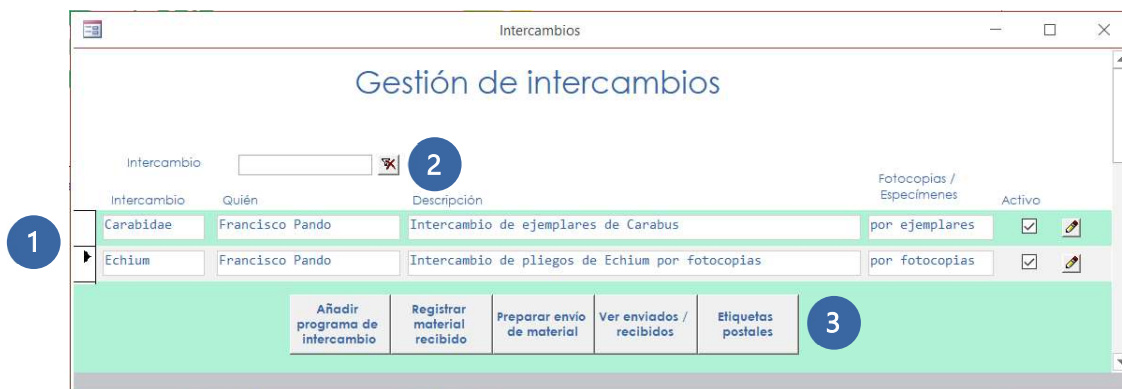 Intercambios
Gestión de intercambios
Intercambio
2
Fotocopias /
Especímenes
Intercambio Quién Descripción Activo
1
Carabidae Francisco Pando Intercambio de ejemplares de Carabus por ejemplares
Echium Francisco Pando Intercambio de pliegos de Echium por fotocopias por fotocopias
Añadir programa de intercambio
Registrar material recibido
Preparar envío de material
Ver enviados / recibidos
Etiquetas postales
3